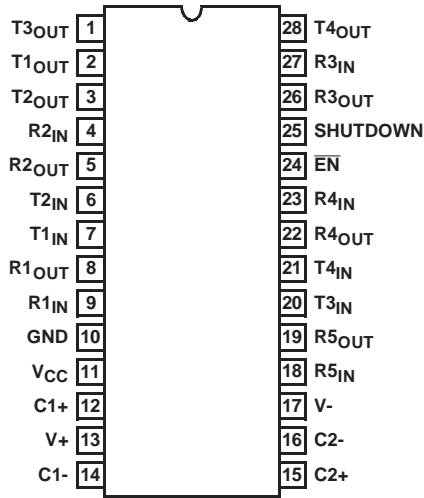 T3OUT 1 28 T4OUT
T1OUT 2 27 R3IN
T2OUT 3 26 R3OUT
R2IN 4 25 SHUTDOWN
R2OUT 5 24 E̅N̅
T2IN 6 23 R4IN
T1IN 7 22 R4OUT
R1OUT 8 21 T4IN
R1IN 9 20 T3IN
GND 10 19 R5OUT
VCC 11 18 R5IN
C1+ 12 17 V-
V+ 13 16 C2-
C1- 14 15 C2+